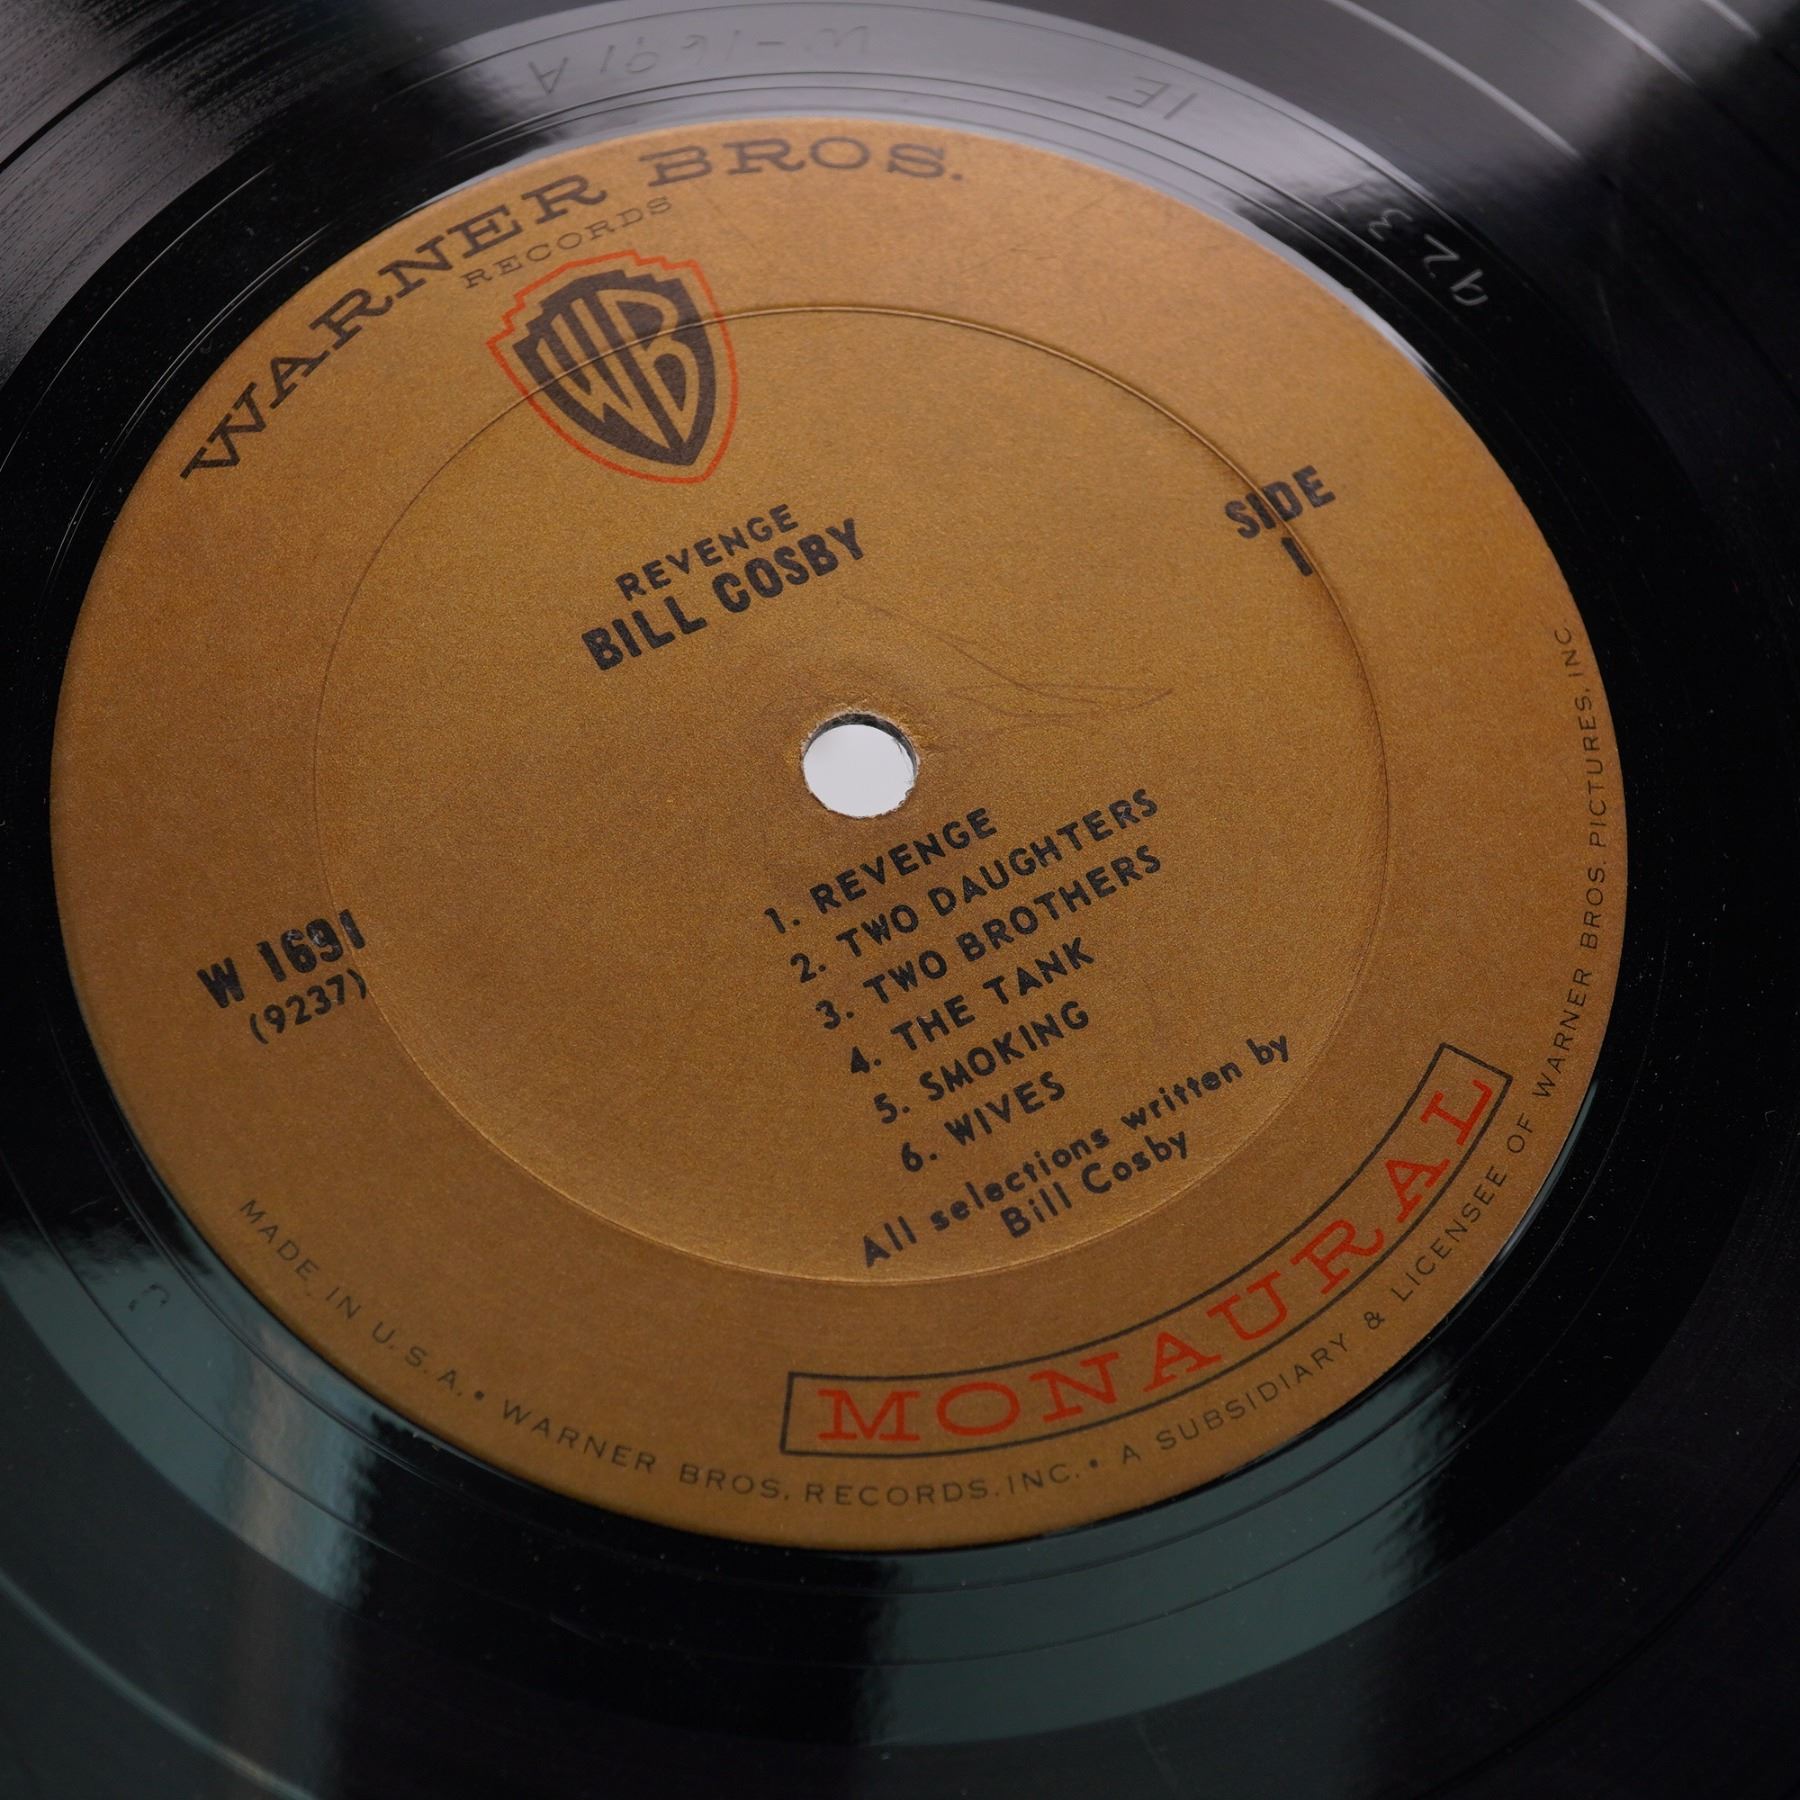 W-1691A
1E
WARNER BROS.
RECORDS
WB
REVENGE
BILL COSBY
SIDE
1
W 1691
(9237)
1. REVENGE
2. TWO DAUGHTERS
3. TWO BROTHERS
4. THE TANK
5. SMOKING
6. WIVES
All selections written by
Bill Cosby
MONAURAL
MADE IN U.S.A. • WARNER BROS. RECORDS, INC. • A SUBSIDIARY & LICENSEE OF WARNER BROS. PICTURES, INC.